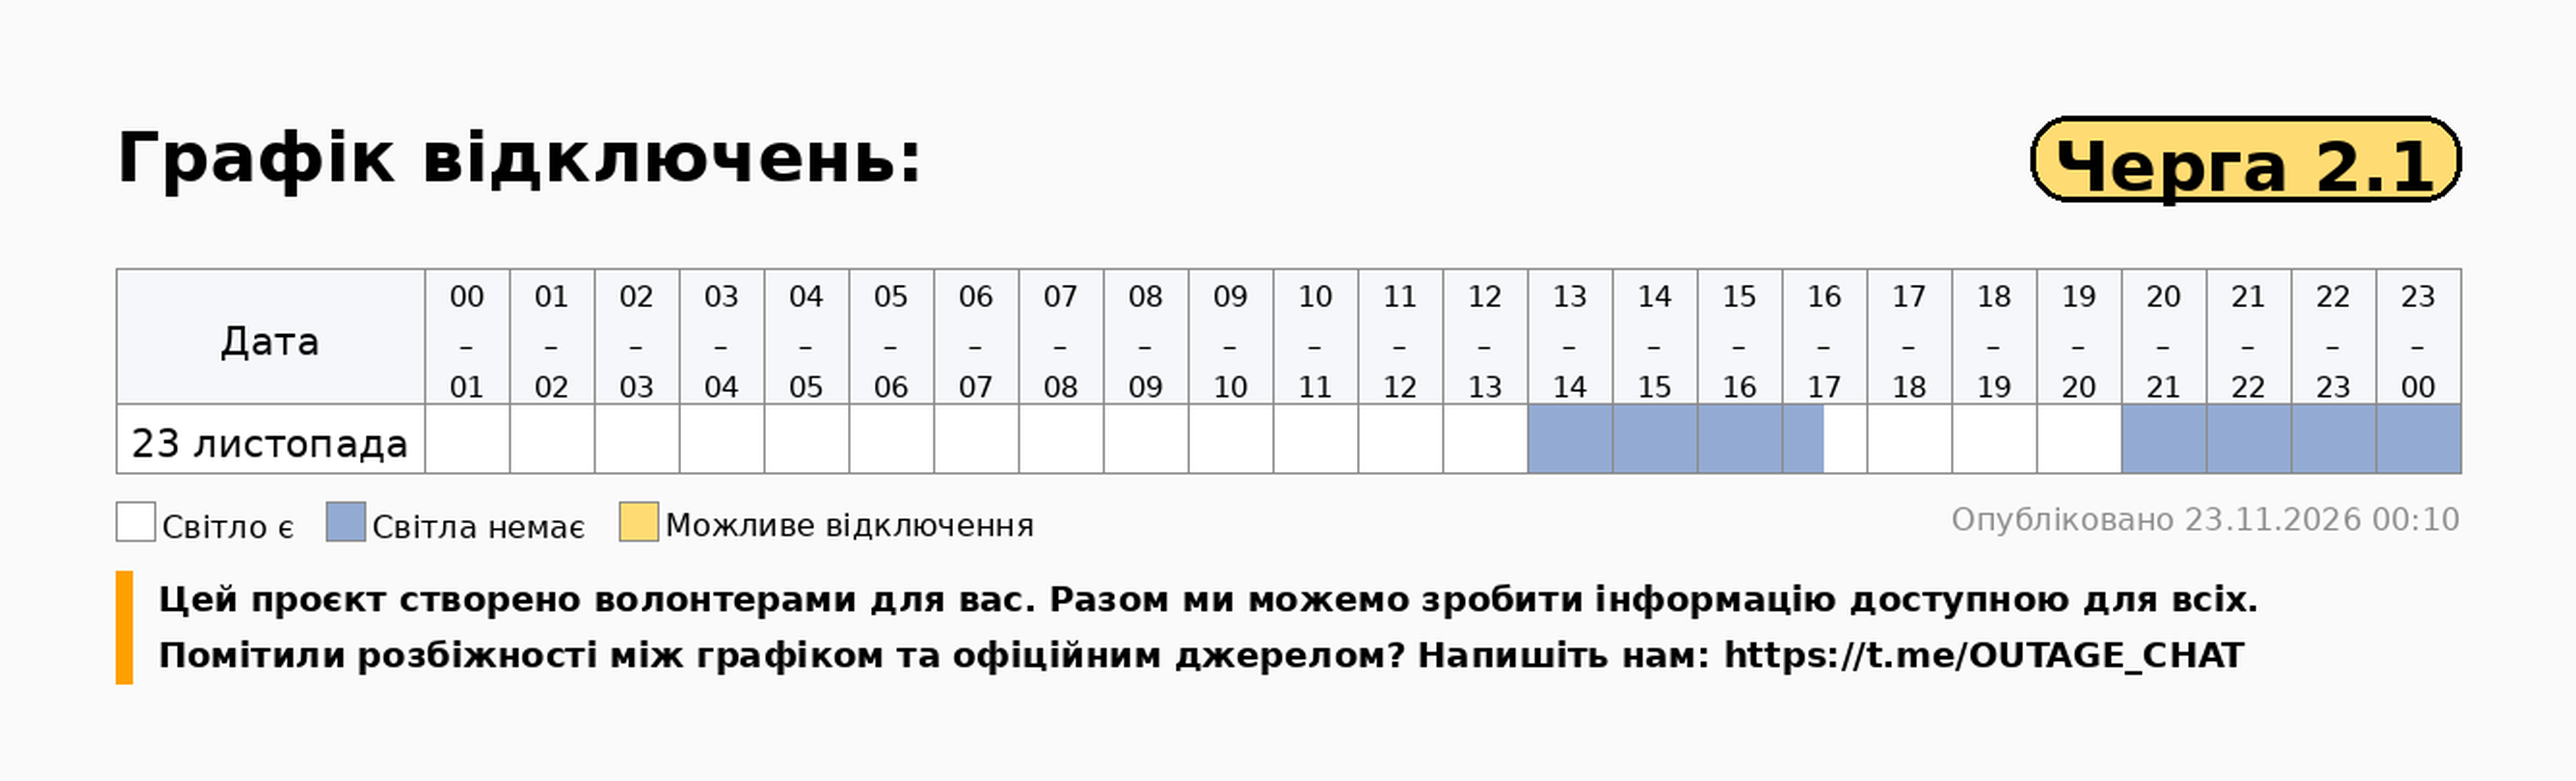 Графік відключень:
Черга 2.1
Дата
00 – 01
01 – 02
02 – 03
03 – 04
04 – 05
05 – 06
06 – 07
07 – 08
08 – 09
09 – 10
10 – 11
11 – 12
12 – 13
13 – 14
14 – 15
15 – 16
16 – 17
17 – 18
18 – 19
19 – 20
20 – 21
21 – 22
22 – 23
23 – 00
23 листопада
Світло є
Світла немає
Можливе відключення
Опубліковано 23.11.2026 00:10
Цей проєкт створено волонтерами для вас. Разом ми можемо зробити інформацію доступною для всіх.
Помітили розбіжності між графіком та офіційним джерелом? Напишіть нам: https://t.me/OUTAGE_CHAT